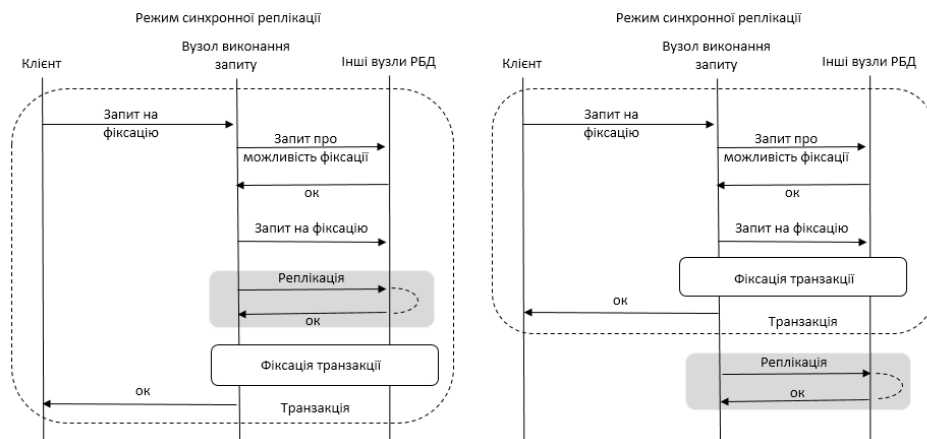 Режим синхронної реплікації
Клієнт
Вузол виконання
запиту
Інші вузли РБД
Запит на
фіксацію
Запит про
можливість фіксації
ок
Запит на фіксацію
Реплікація
ок
Фіксація транзакції
ок
Транзакція
Режим синхронної реплікації
Клієнт
Вузол виконання
запиту
Інші вузли РБД
Запит на
фіксацію
Запит про
можливість фіксації
ок
Запит на фіксацію
Фіксація транзакції
ок
Транзакція
Реплікація
ок